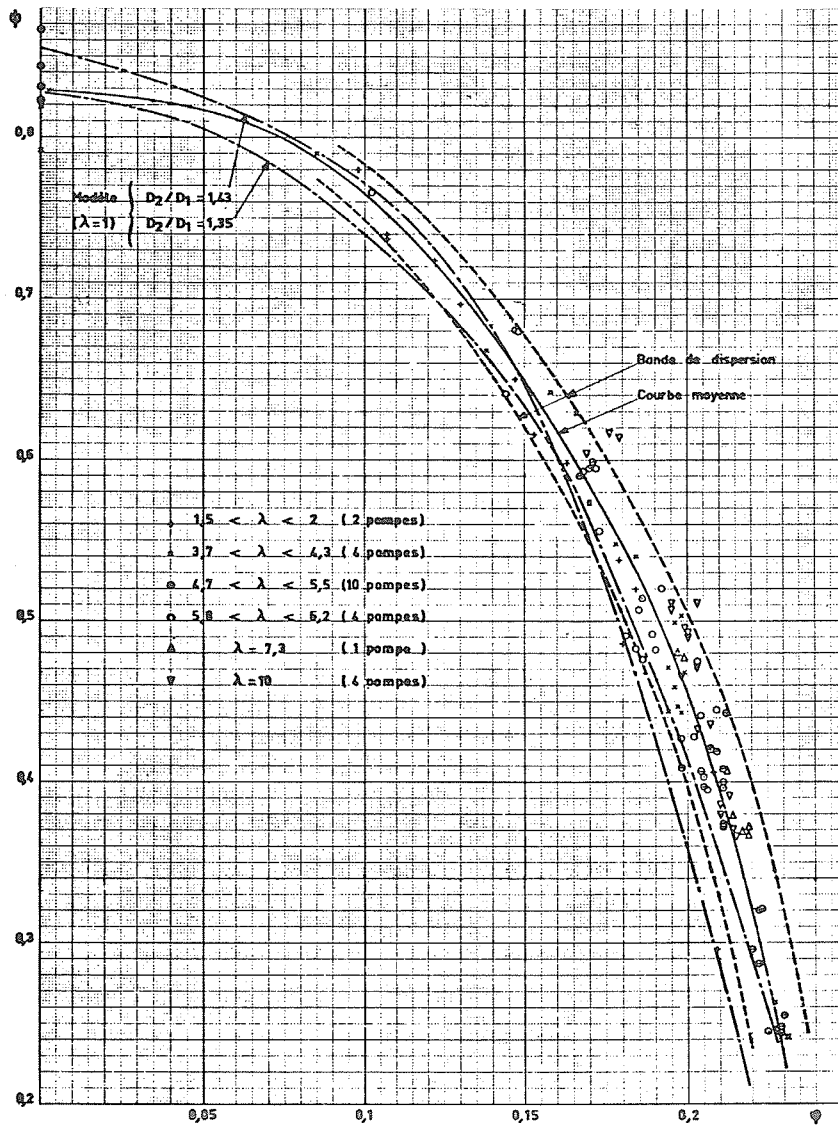 ϕ
0,8
Modèle D₂/D₁ = 1,43
(λ=1) D₂/D₁ = 1,35
0,7
Bande de dispersion
Courbe moyenne
0,6
1,5 < λ < 2 (2 pompes)
3,7 < λ < 4,3 (4 pompes)
4,7 < λ < 5,5 (10 pompes)
5,8 < λ < 6,2 (4 pompes)
λ = 7,3 (1 pompe)
λ = 10 (4 pompes)
0,5
0,4
0,3
0,2
0,05 0,1 0,15 0,2 φ